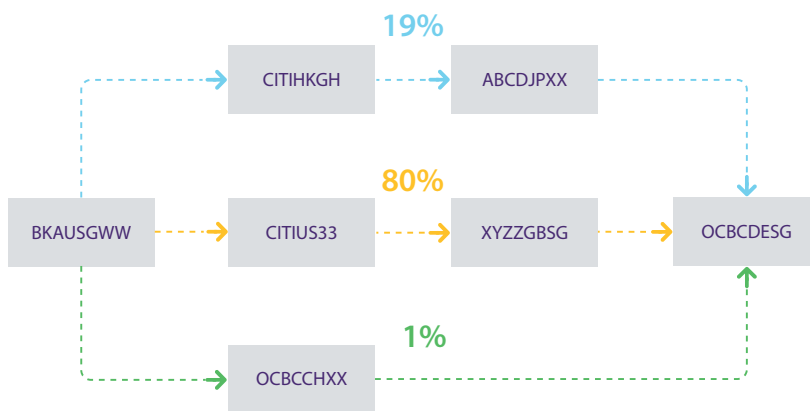 19%
CITIHKGH
ABCDJPXX
80%
BKAUSGWW
CITIUS33
XYZZGBSG
OCBCDESG
1%
OCBCCHXX